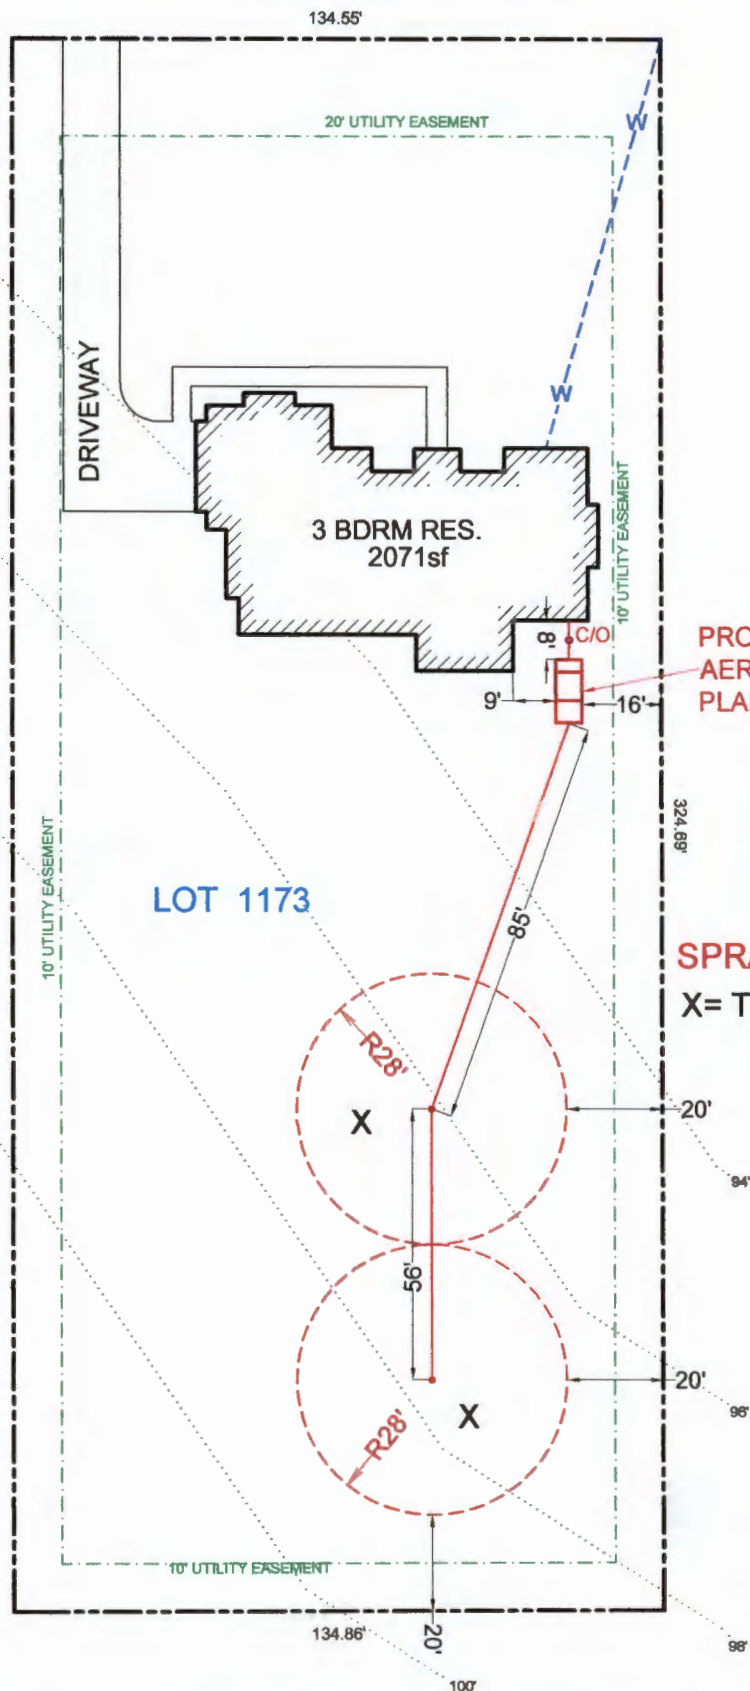 134.55'
20' UTILITY EASEMENT
W
DRIVEWAY
W
3 BDRM RES.
2071sf
10' UTILITY EASEMENT
C/O
8'
PRO
AER
PLA
9'
16'
324.69'
10' UTILITY EASEMENT
LOT 1173
85'
SPRA
X= T
R28'
X
20'
94'
56'
20'
96'
X
R28'
10' UTILITY EASEMENT
134.86'
20'
98'
100'